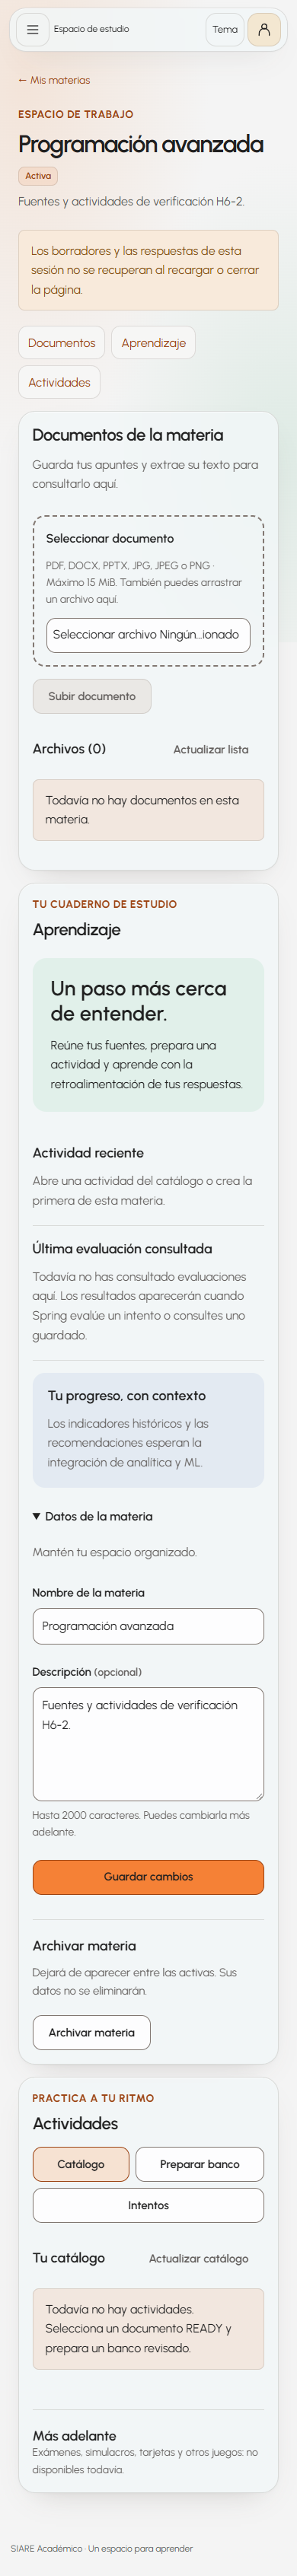 Espacio de estudio
Tema
← Mis materias
ESPACIO DE TRABAJO
Programación avanzada
Activa
Fuentes y actividades de verificación H6-2.
Los borradores y las respuestas de esta
sesión no se recuperan al recargar o cerrar
la página.
Documentos
Aprendizaje
Actividades
Documentos de la materia
Guarda tus apuntes y extrae su texto para
consultarlo aquí.
Seleccionar documento
PDF, DOCX, PPTX, JPG, JPEG o PNG ·
Máximo 15 MiB. También puedes arrastrar
un archivo aquí.
Seleccionar archivo Ningún...ionado
Subir documento
Archivos (0)
Actualizar lista
Todavía no hay documentos en esta
materia.
TU CUADERNO DE ESTUDIO
Aprendizaje
Un paso más cerca
de entender.
Reúne tus fuentes, prepara una
actividad y aprende con la
retroalimentación de tus respuestas.
Actividad reciente
Abre una actividad del catálogo o crea la
primera de esta materia.
Última evaluación consultada
Todavía no has consultado evaluaciones
aquí. Los resultados aparecerán cuando
Spring evalúe un intento o consultes uno
guardado.
Tu progreso, con contexto
Los indicadores históricos y las
recomendaciones esperan la
integración de analítica y ML.
▼ Datos de la materia
Mantén tu espacio organizado.
Nombre de la materia
Programación avanzada
Descripción (opcional)
Fuentes y actividades de verificación
H6-2.
Hasta 2000 caracteres. Puedes cambiarla más
adelante.
Guardar cambios
Archivar materia
Dejará de aparecer entre las activas. Sus
datos no se eliminarán.
Archivar materia
PRACTICA A TU RITMO
Actividades
Catálogo
Preparar banco
Intentos
Tu catálogo
Actualizar catálogo
Todavía no hay actividades.
Selecciona un documento READY y
prepara un banco revisado.
Más adelante
Exámenes, simulacros, tarjetas y otros juegos: no
disponibles todavía.
SIARE Académico · Un espacio para aprender